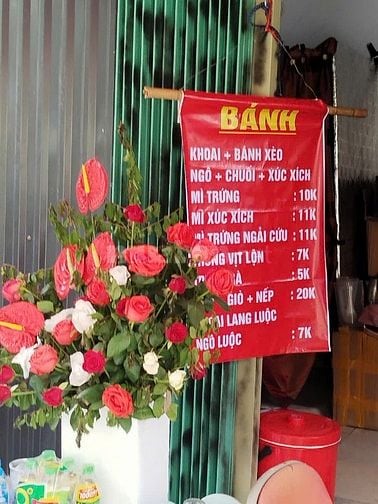 BÁNH
KHOAI + BÁNH XÈO
NGÔ + CHUỐI + XÚC XÍCH
MÌ TRỨNG : 10K
MÌ XÚC XÍCH : 11K
MÌ TRỨNG NGẢI CỨU : 11K
VỊT LỘN : 7K
: 5K
GIÒ + NẾP : 20K
LANG LUỘC
NGÔ LUỘC : 7K